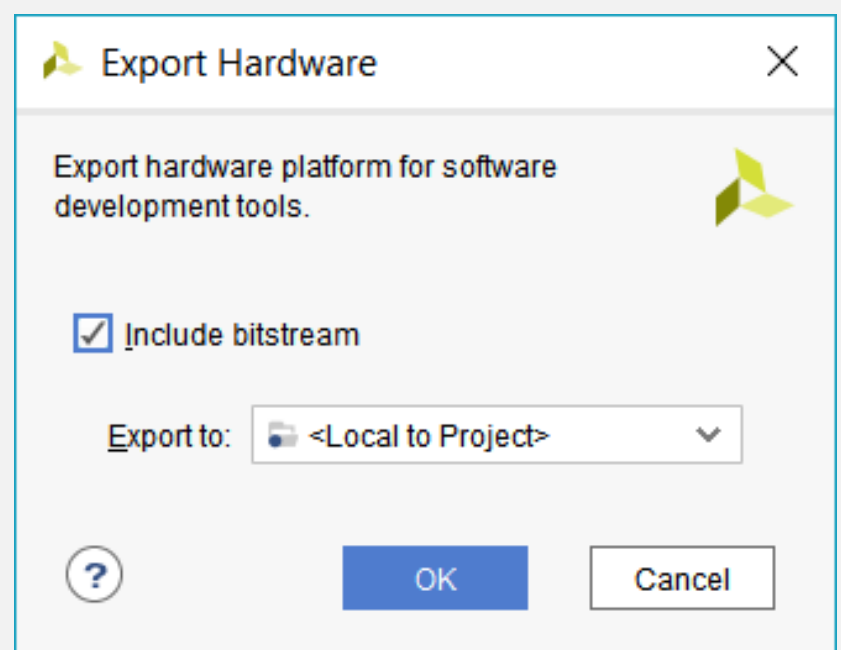 Export Hardware
Export hardware platform for software
development tools.
Include bitstream
Export to: <Local to Project>
?
OK Cancel